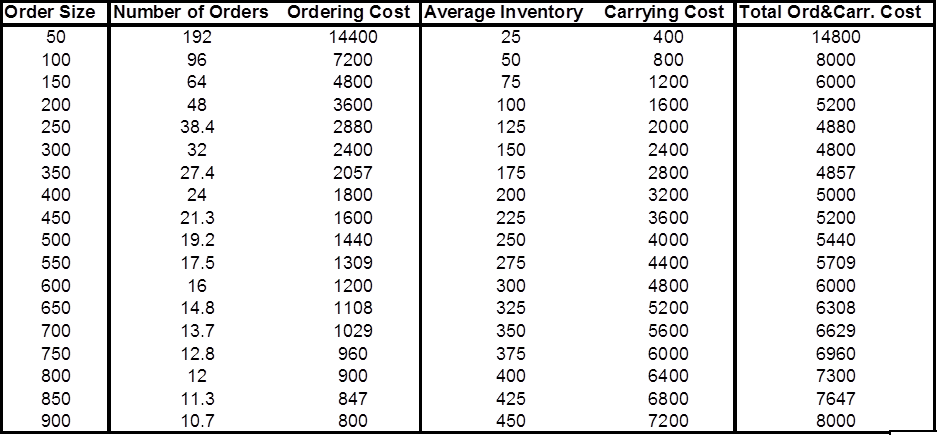 Order Size Number of Orders Ordering Cost Average Inventory Carrying Cost Total Ord&Carr. Cost
50 192 14400 25 400 14800
100 96 7200 50 800 8000
150 64 4800 75 1200 6000
200 48 3600 100 1600 5200
250 38.4 2880 125 2000 4880
300 32 2400 150 2400 4800
350 27.4 2057 175 2800 4857
400 24 1800 200 3200 5000
450 21.3 1600 225 3600 5200
500 19.2 1440 250 4000 5440
550 17.5 1309 275 4400 5709
600 16 1200 300 4800 6000
650 14.8 1108 325 5200 6308
700 13.7 1029 350 5600 6629
750 12.8 960 375 6000 6960
800 12 900 400 6400 7300
850 11.3 847 425 6800 7647
900 10.7 800 450 7200 8000